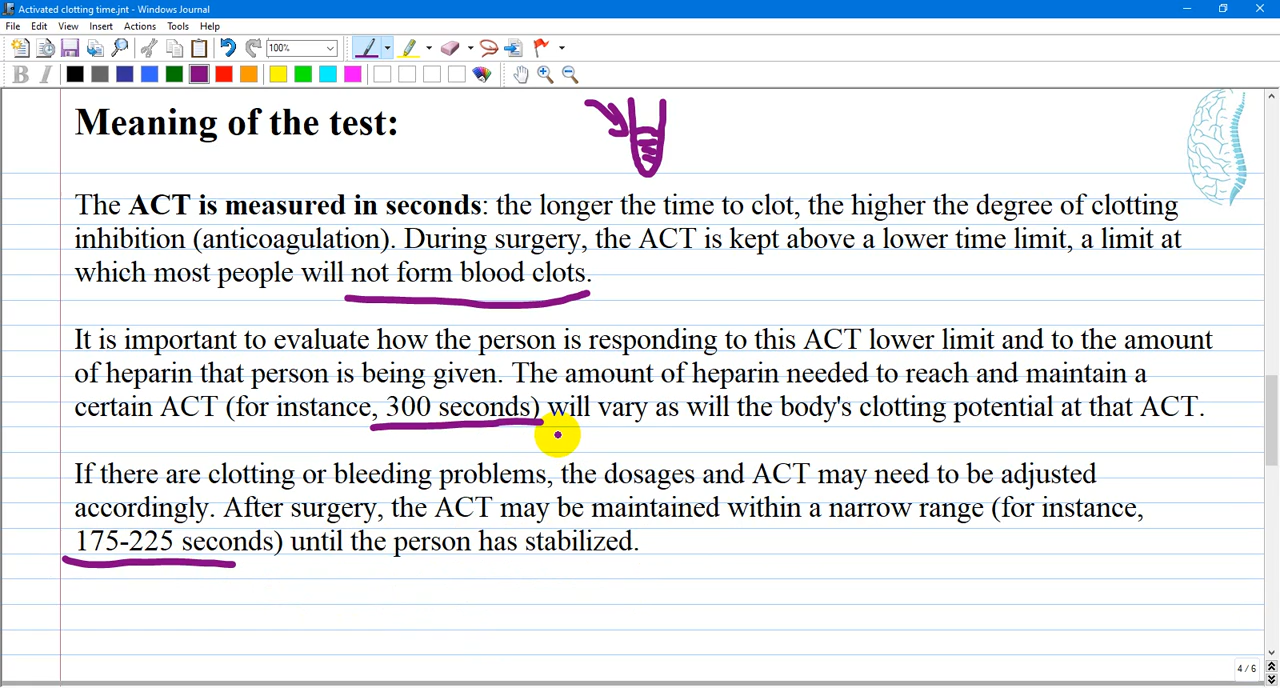 Activated clotting time.jnt - Windows Journal
File Edit View Insert Actions Tools Help
100%
B I
Meaning of the test:
The ACT is measured in seconds: the longer the time to clot, the higher the degree of clotting
inhibition (anticoagulation). During surgery, the ACT is kept above a lower time limit, a limit at
which most people will not form blood clots.
It is important to evaluate how the person is responding to this ACT lower limit and to the amount
of heparin that person is being given. The amount of heparin needed to reach and maintain a
certain ACT (for instance, 300 seconds) will vary as will the body's clotting potential at that ACT.
If there are clotting or bleeding problems, the dosages and ACT may need to be adjusted
accordingly. After surgery, the ACT may be maintained within a narrow range (for instance,
175-225 seconds) until the person has stabilized.
4 / 6